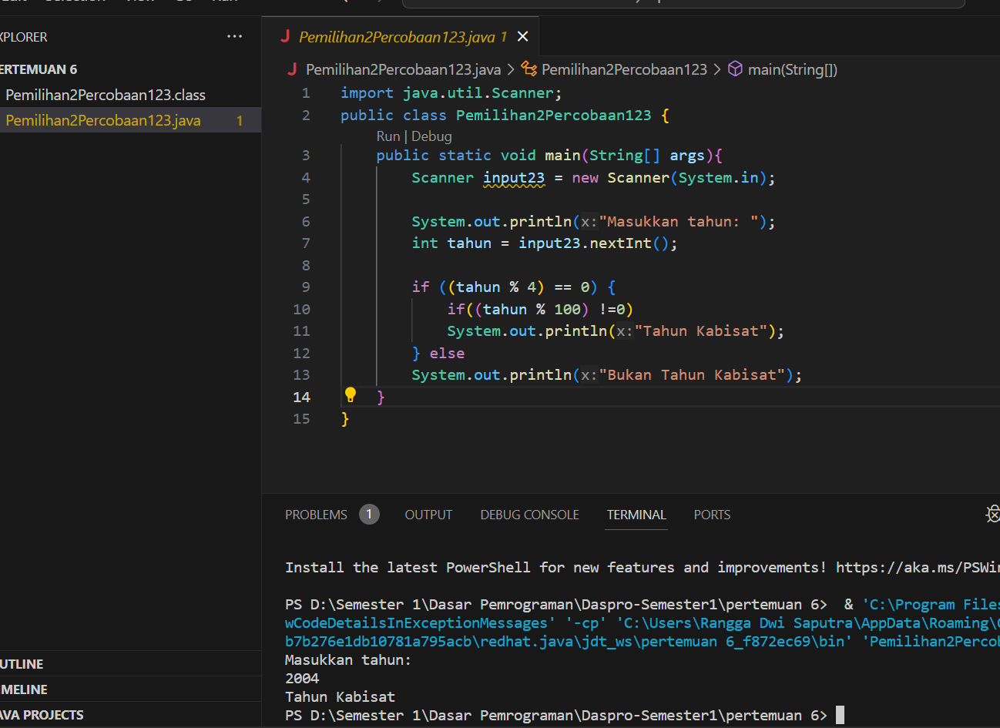 XPLORER
ERTEMUAN 6
Pemilihan2Percobaan123.class
Pemilihan2Percobaan123.java 1
Pemilihan2Percobaan123.java 1
Pemilihan2Percobaan123.java > Pemilihan2Percobaan123 > main(String[])
1 import java.util.Scanner;
2 public class Pemilihan2Percobaan123 {
Run | Debug
3 public static void main(String[] args){
4 Scanner input23 = new Scanner(System.in);
5
6 System.out.println(x:"Masukkan tahun: ");
7 int tahun = input23.nextInt();
8
9 if ((tahun % 4) == 0) {
10 if((tahun % 100) !=0)
11 System.out.println(x:"Tahun Kabisat");
12 } else
13 System.out.println(x:"Bukan Tahun Kabisat");
14 }
15 }
PROBLEMS 1 OUTPUT DEBUG CONSOLE TERMINAL PORTS
Install the latest PowerShell for new features and improvements! https://aka.ms/PSWi
PS D:\Semester 1\Dasar Pemrograman\Daspro-Semester1\pertemuan 6> & 'C:\Program Files
wCodeDetailsInExceptionMessages' '-cp' 'C:\Users\Rangga Dwi Saputra\AppData\Roaming\
b7b276e1db10781a795acb\redhat.java\jdt_ws\pertemuan 6_f872ec69\bin' 'Pemilihan2Percob
Masukkan tahun:
2004
Tahun Kabisat
PS D:\Semester 1\Dasar Pemrograman\Daspro-Semester1\pertemuan 6>
UTLINE
IMELINE
AVA PROJECTS